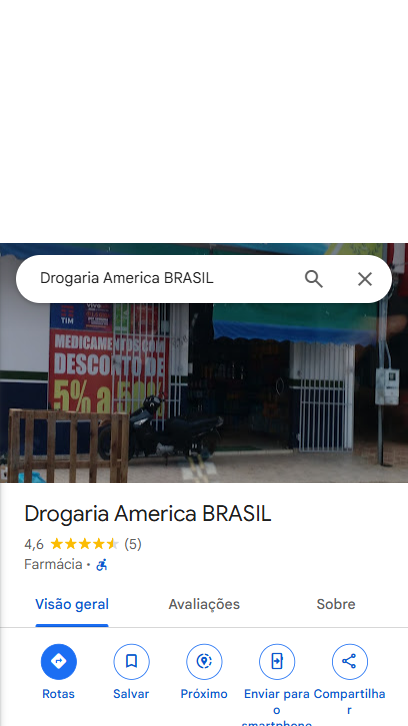 Drogaria America BRASIL
TIM
MEDICAMENTOS COM
DESCONTO DE
5% a
Drogaria America BRASIL
4,6 (5)
Farmácia ·
Visão geral Avaliações Sobre
Rotas Salvar Próximo Enviar para o smartphone Compartilhar